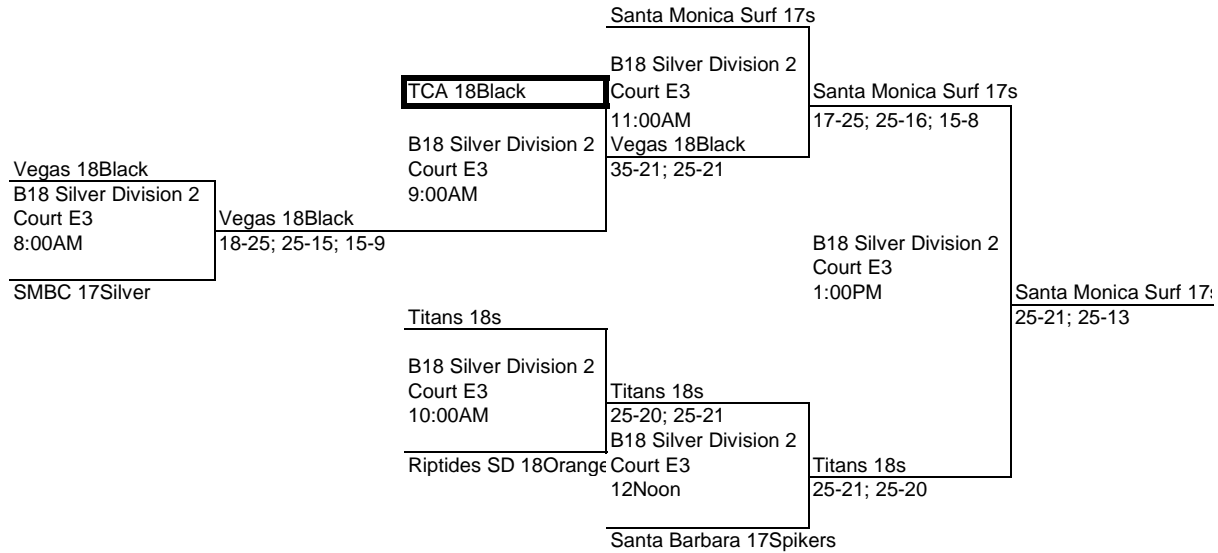 Santa Monica Surf 17s
B18 Silver Division 2
TCA 18Black
Court E3
Santa Monica Surf 17s
11:00AM
17-25; 25-16; 15-8
B18 Silver Division 2
Vegas 18Black
Vegas 18Black
Court E3
35-21; 25-21
B18 Silver Division 2
9:00AM
Court E3
Vegas 18Black
8:00AM
18-25; 25-15; 15-9
B18 Silver Division 2
Court E3
SMBC 17Silver
1:00PM
Santa Monica Surf 17s
Titans 18s
25-21; 25-13
B18 Silver Division 2
Court E3
Titans 18s
10:00AM
25-20; 25-21
B18 Silver Division 2
Riptides SD 18Orange
Court E3
Titans 18s
12Noon
25-21; 25-20
Santa Barbara 17Spikers